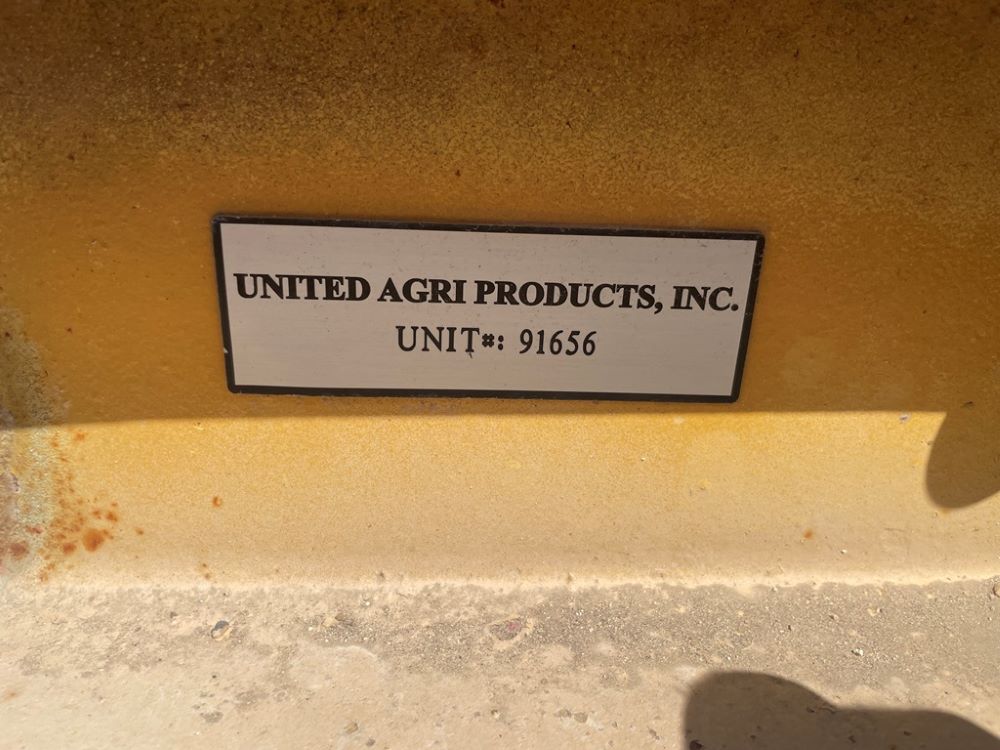 UNITED AGRI PRODUCTS, INC.
UNIT#: 91656